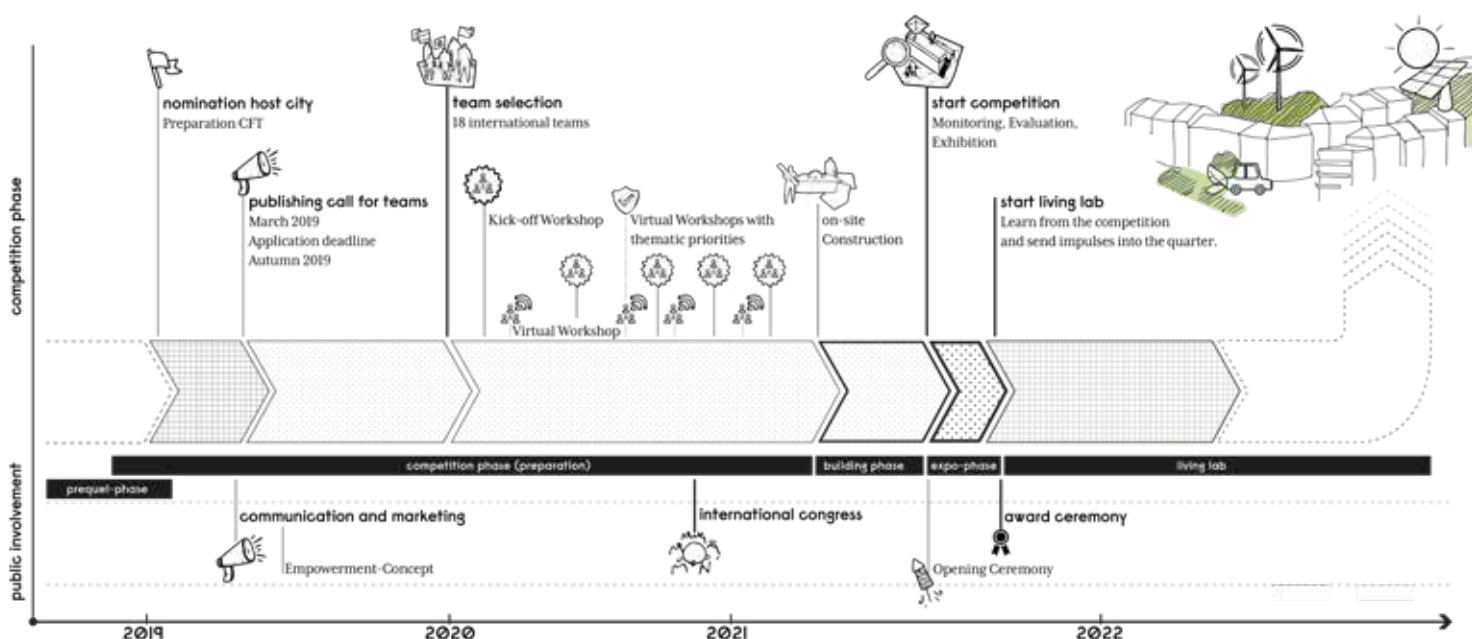 nomination host city
Preparation CFT
team selection
18 international teams
start competition
Monitoring, Evaluation,
Exhibition
publishing call for teams
March 2019
Application deadline
Autumn 2019
Kick-off Workshop
Virtual Workshops with
thematic priorities
on-site
Construction
start living lab
Learn from the competition
and send impulses into the quarter.
Virtual Workshop
competition phase
competition phase (preparation)
building phase
expo-phase
living lab
prequel-phase
public involvement
communication and marketing
Empowerment-Concept
international congress
award ceremony
Opening Ceremony
2019
2020
2021
2022